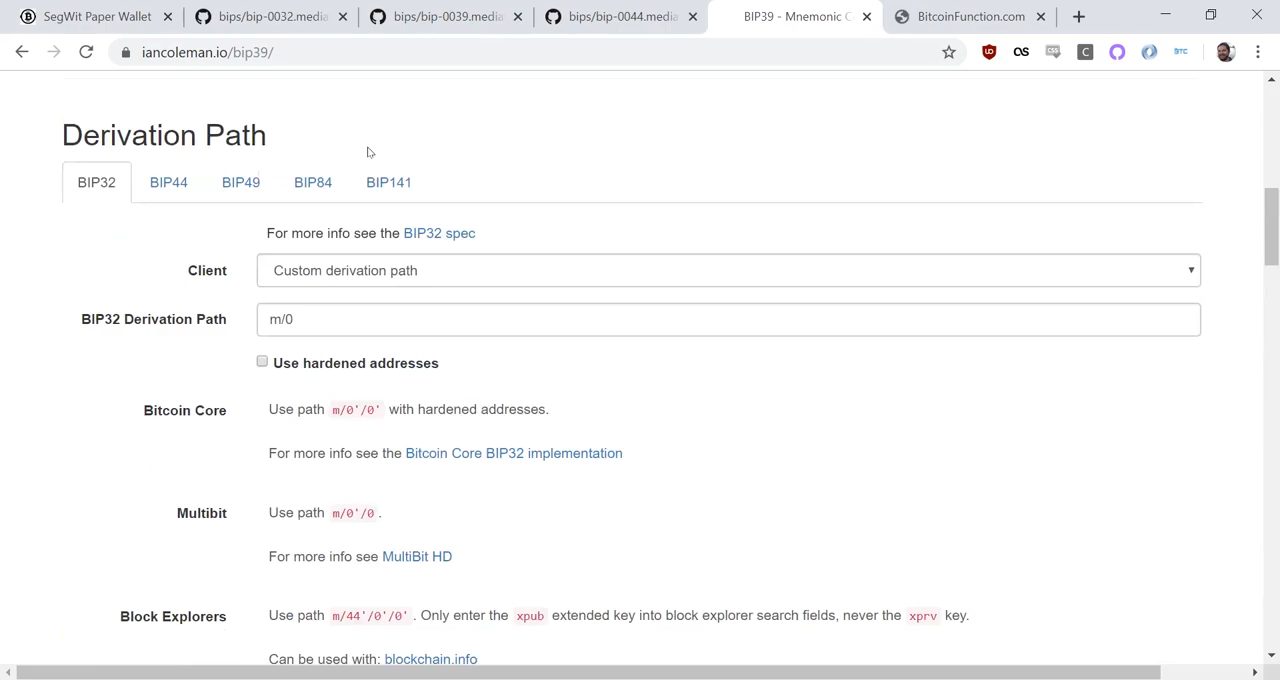 SegWit Paper Wallet
bips/bip-0032.media
bips/bip-0039.media
bips/bip-0044.media
BIP39 - Mnemonic C
BitcoinFunction.com
iancoleman.io/bip39/
Derivation Path
BIP32 BIP44 BIP49 BIP84 BIP141
For more info see the BIP32 spec
Client Custom derivation path
BIP32 Derivation Path m/0
Use hardened addresses
Bitcoin Core Use path m/0'/0' with hardened addresses.
For more info see the Bitcoin Core BIP32 implementation
Multibit Use path m/0'/0 .
For more info see MultiBit HD
Block Explorers Use path m/44'/0'/0' . Only enter the xpub extended key into block explorer search fields, never the xprv key.
Can be used with: blockchain.info